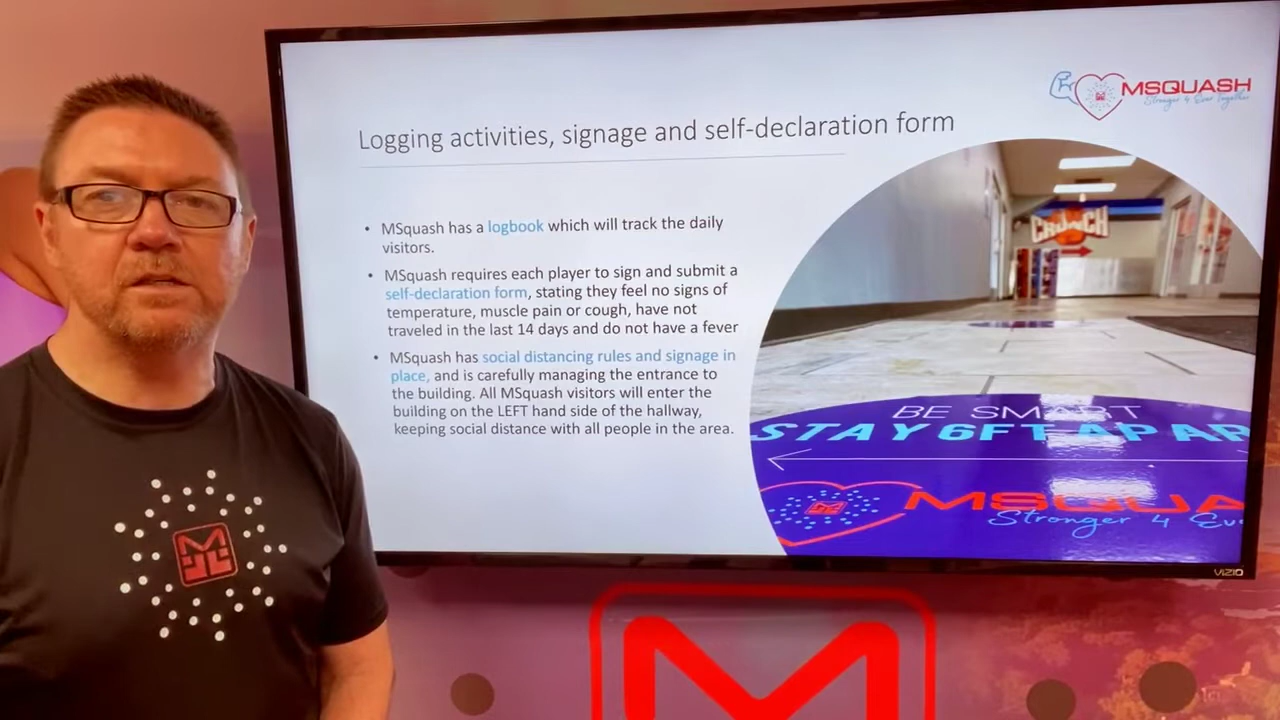 MSQUASH
Stronger 4 Ever Together
Logging activities, signage and self-declaration form
• MSquash has a logbook which will track the daily
visitors.
• MSquash requires each player to sign and submit a
self-declaration form, stating they feel no signs of
temperature, muscle pain or cough, have not
traveled in the last 14 days and do not have a fever
• MSquash has social distancing rules and signage in
place, and is carefully managing the entrance to
the building. All MSquash visitors will enter the
building on the LEFT hand side of the hallway,
keeping social distance with all people in the area.
CRUNCH
BE SMART
STAY 6FT APAR
MSQUA
Stronger 4 Ev
VIZIO
M
M